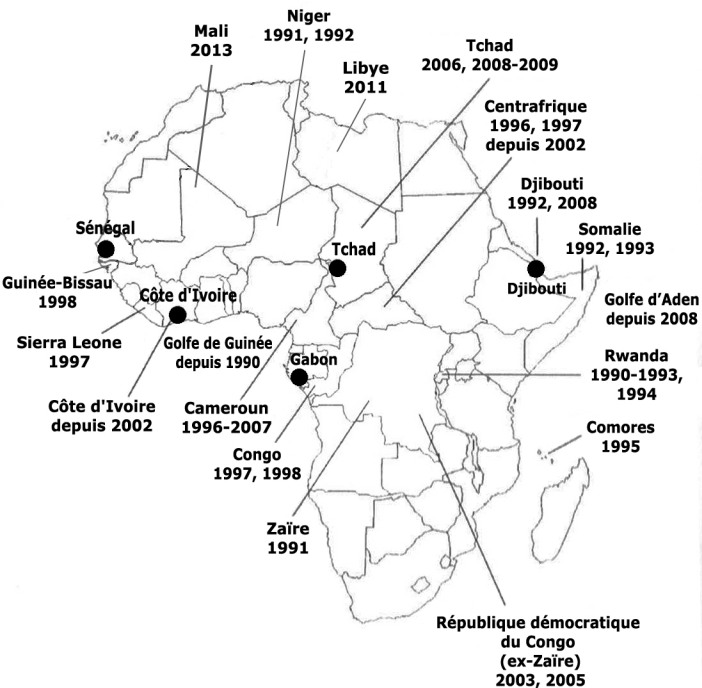 Niger
1991, 1992
Mali
2013
Tchad
2006, 2008-2009
Libye
2011
Centrafrique
1996, 1997
depuis 2002
Djibouti
1992, 2008
Somalie
1992, 1993
Sénégal
Tchad
Djibouti
Guinée-Bissau
1998
Côte d'Ivoire
Golfe d’Aden
depuis 2008
Sierra Leone
1997
Golfe de Guinée
depuis 1990
Gabon
Rwanda
1990-1993,
1994
Côte d'Ivoire
depuis 2002
Cameroun
1996-2007
Comores
1995
Congo
1997, 1998
Zaïre
1991
République démocratique
du Congo
(ex-Zaïre)
2003, 2005